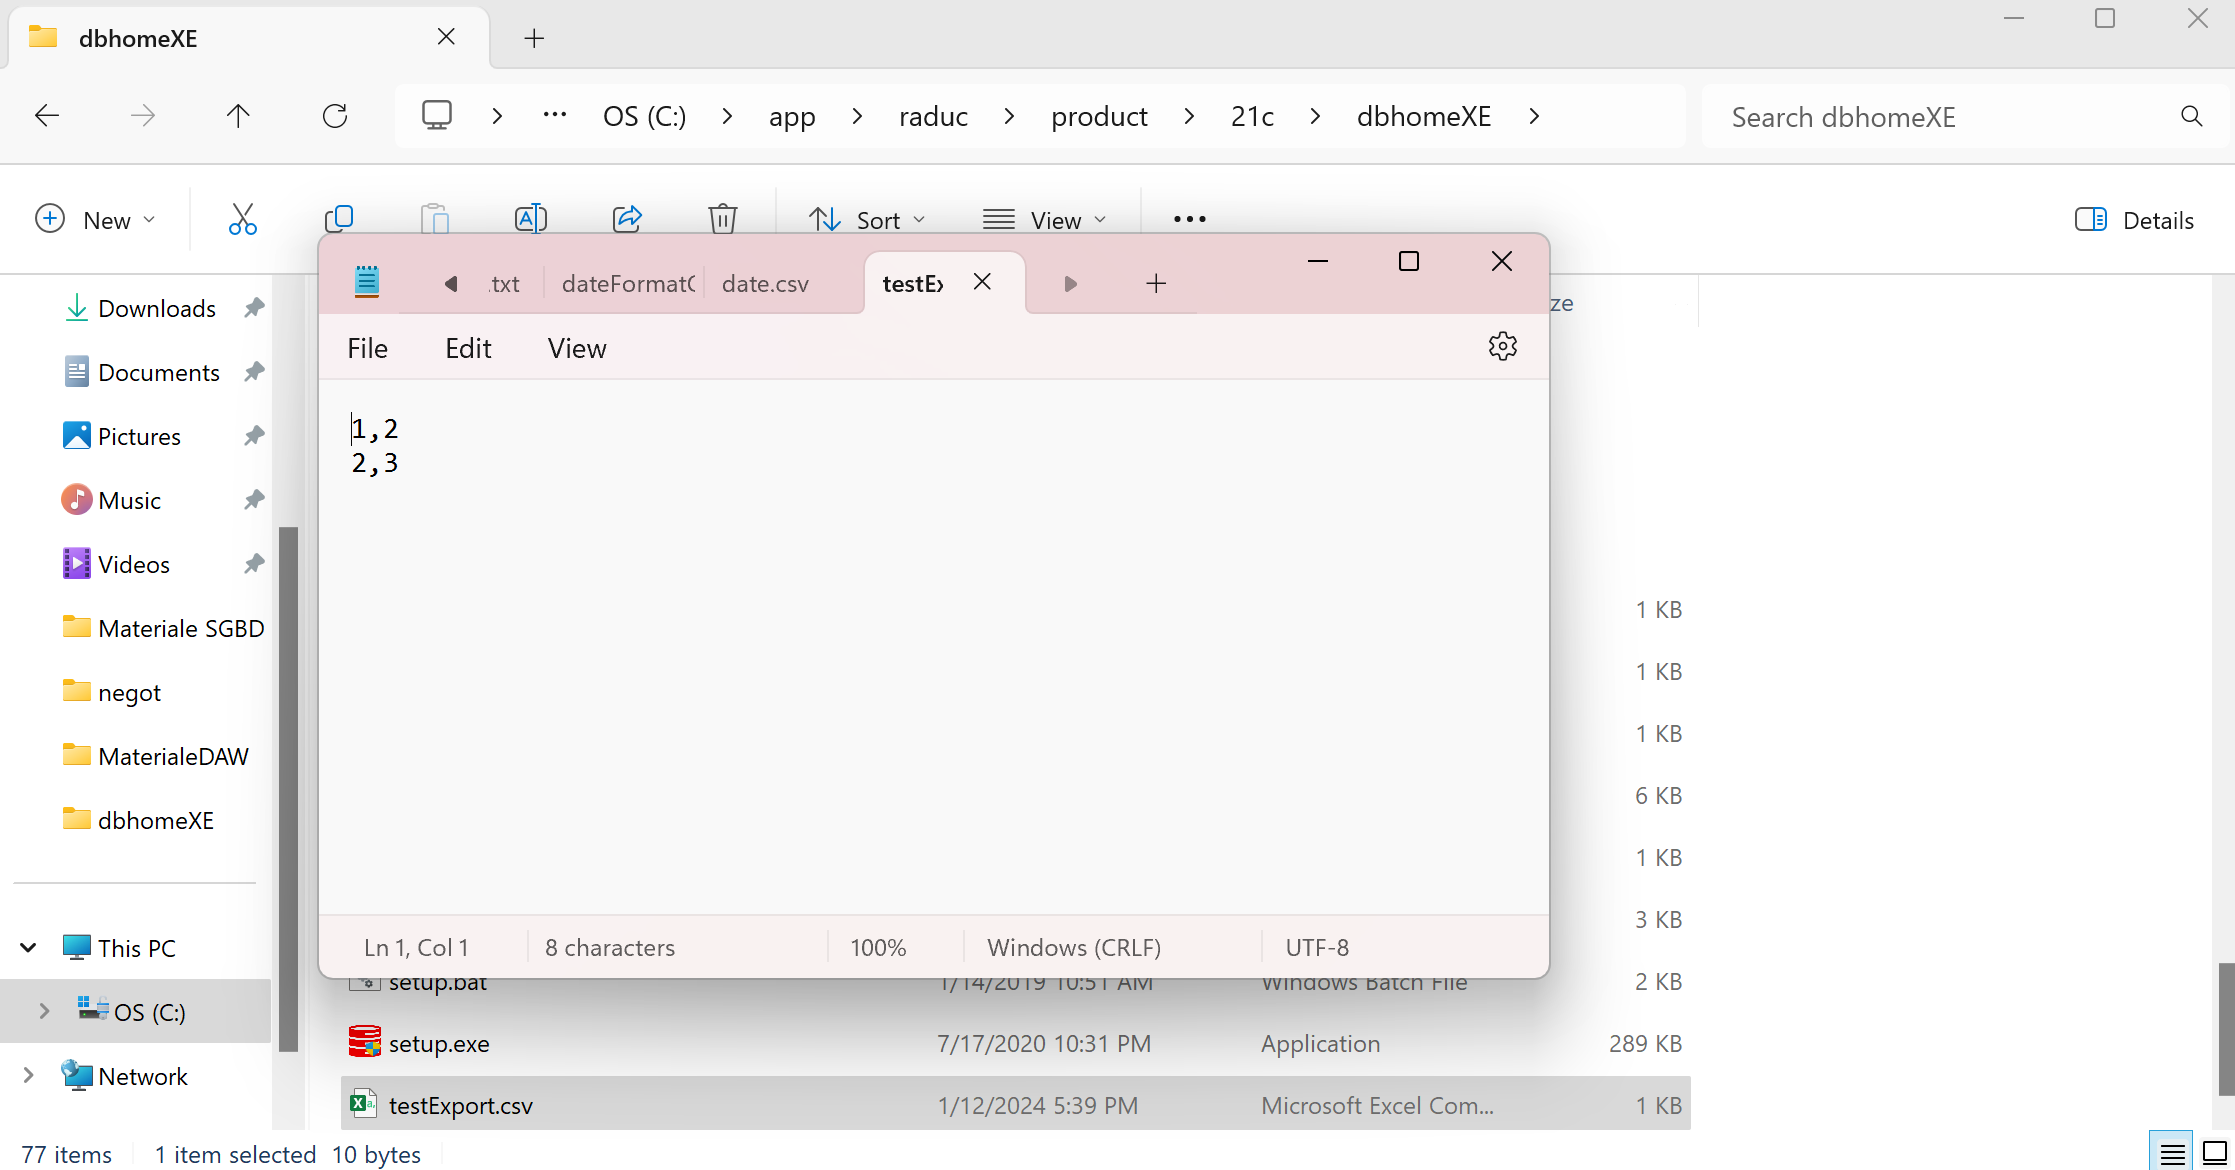 dbhomeXE
OS (C:) app raduc product 21c dbhomeXE
Search dbhomeXE
New
Sort
View
Details
.txt
date.csv
File Edit View
1,2
2,3
Ln 1, Col 1 8 characters 100% Windows (CRLF) UTF-8
Downloads
Documents
Pictures
Music
Videos
Materiale SGBD
negot
MaterialeDAW
dbhomeXE
This PC
OS (C:)
Network
ze
1 KB
1 KB
1 KB
6 KB
1 KB
3 KB
setup.bat 1/14/2019 10:51 AM Windows Batch File 2 KB
setup.exe 7/17/2020 10:31 PM Application 289 KB
testExport.csv 1/12/2024 5:39 PM Microsoft Excel Com... 1 KB
77 items 1 item selected 10 bytes